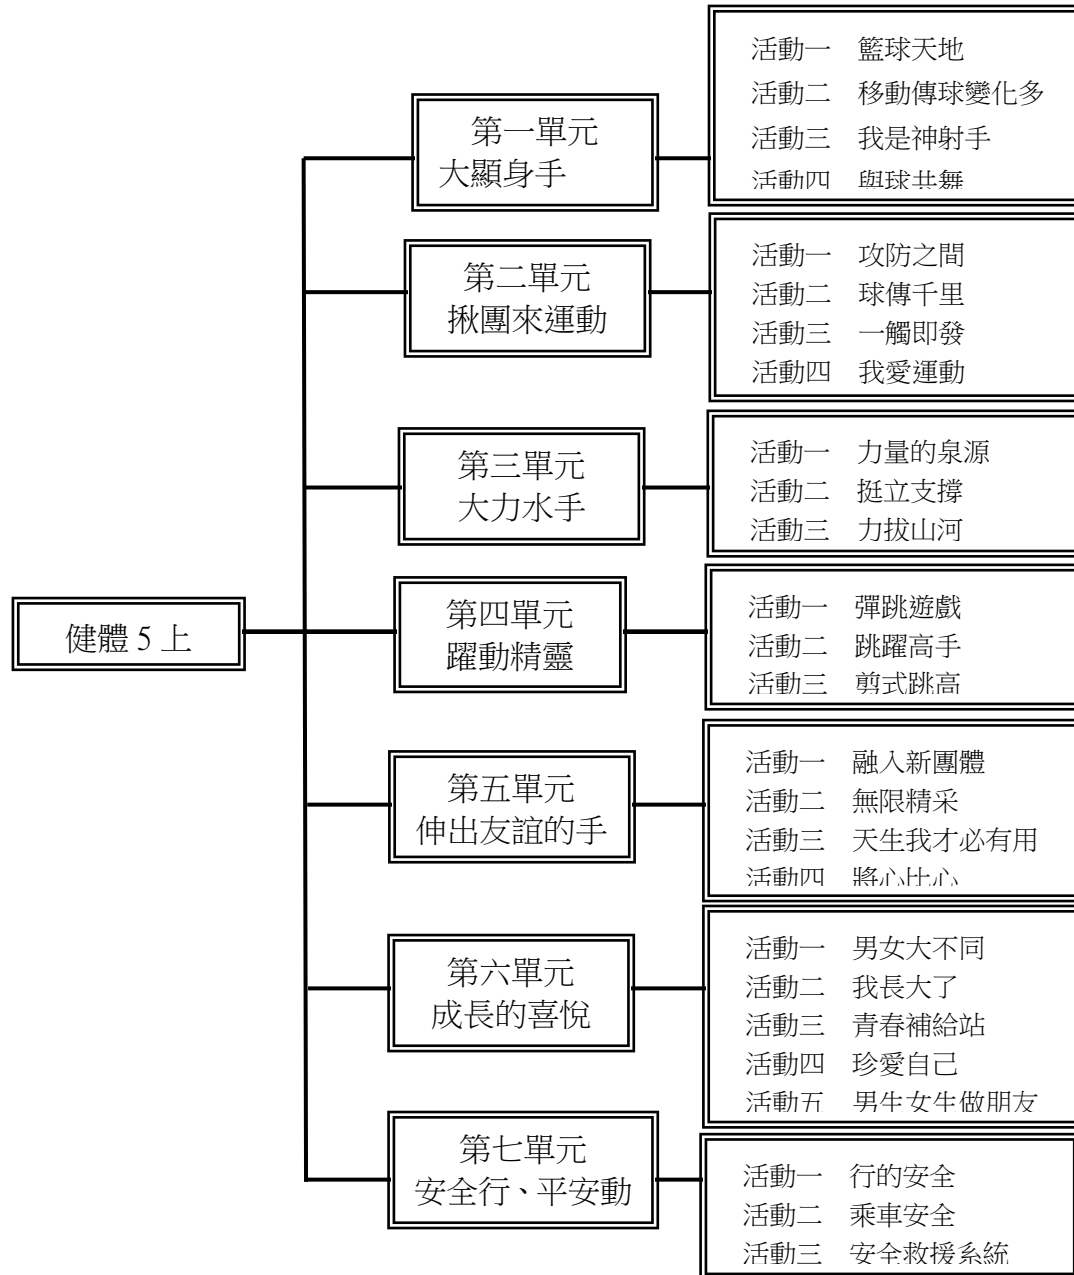 健體 5 上
第一單元
大顯身手
活動一　籃球天地
活動二　移動傳球變化多
活動三　我是神射手
活動四　與球共舞
第二單元
揪團來運動
活動一　攻防之間
活動二　球傳千里
活動三　一觸即發
活動四　我愛運動
第三單元
大力水手
活動一　力量的泉源
活動二　挺立支撐
活動三　力拔山河
第四單元
躍動精靈
活動一　彈跳遊戲
活動二　跳躍高手
活動三　剪式跳高
第五單元
伸出友誼的手
活動一　融入新團體
活動二　無限精采
活動三　天生我才必有用
活動四　將心比心
第六單元
成長的喜悅
活動一　男女大不同
活動二　我長大了
活動三　青春補給站
活動四　珍愛自己
活動五　男生女生做朋友
第七單元
安全行、平安動
活動一　行的安全
活動二　乘車安全
活動三　安全救援系統